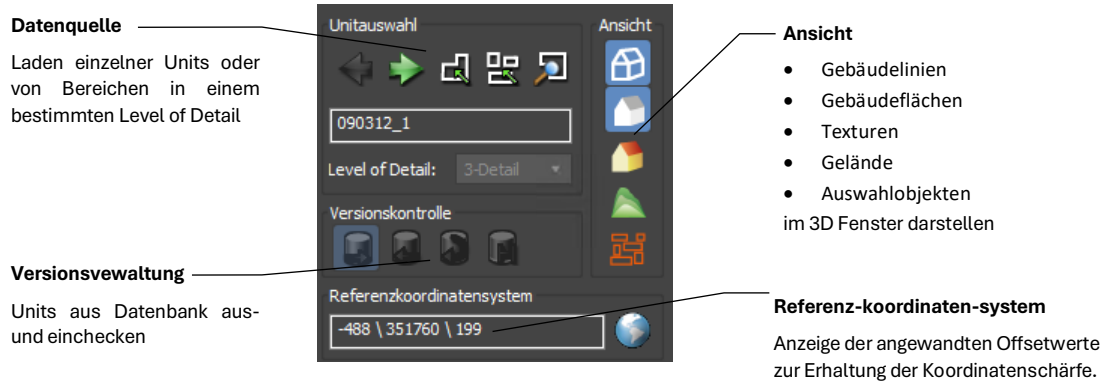 Datenquelle
Laden einzelner Units oder
von Bereichen in einem
bestimmten Level of Detail
Versionsvewaltung
Units aus Datenbank aus-
und einchecken
Unitauswahl
090312_1
Level of Detail: 3-Detail
Versionskontrolle
Referenzkoordinatensystem
-488 \ 351760 \ 199
Ansicht
Ansicht
• Gebäudelinien
• Gebäudeflächen
• Texturen
• Gelände
• Auswahlobjekten
im 3D Fenster darstellen
Referenz-koordinaten-system
Anzeige der angewandten Offsetwerte
zur Erhaltung der Koordinatenschärfe.